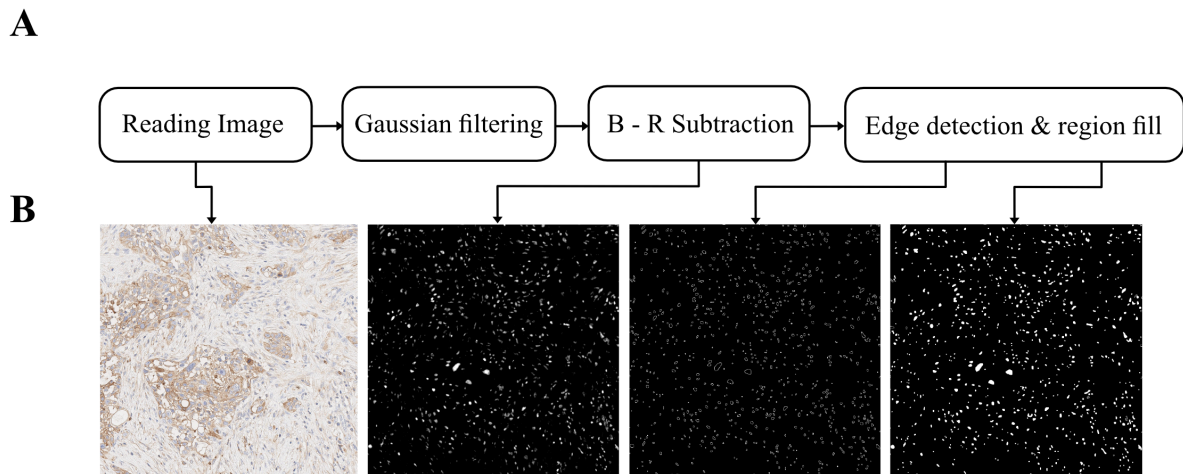 A
Reading Image
Gaussian filtering
B - R Subtraction
Edge detection & region fill
B